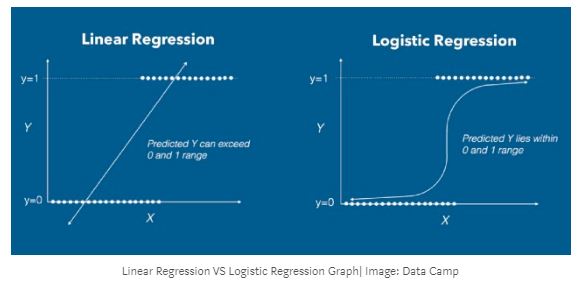 Linear Regression
y=1
Y
Predicted Y can exceed
0 and 1 range
y=0
X
Logistic Regression
y=1
Y
Predicted Y lies within
0 and 1 range
y=0
X
Linear Regression VS Logistic Regression Graph| Image: Data Camp